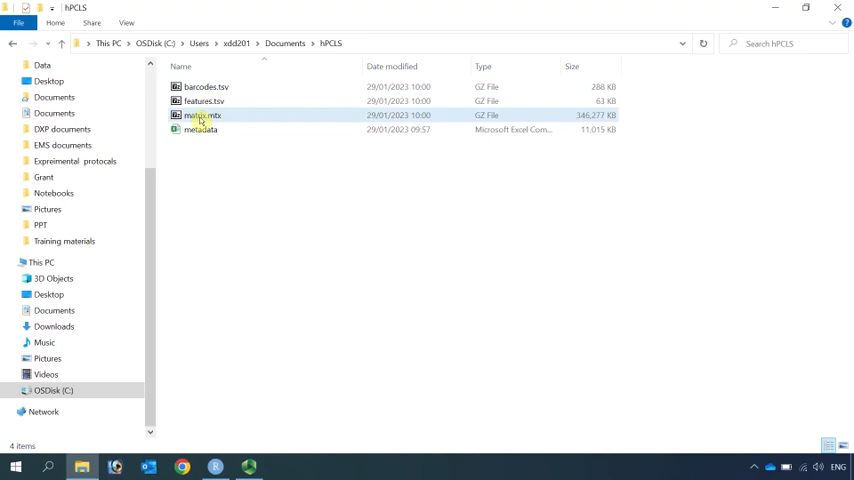 hPCLS
File Home Share View
This PC > OSDisk (C:) > Users > xdd201 > Documents > hPCLS
Search hPCLS
Name Date modified Type Size
barcodes.tsv 29/01/2023 10:00 GZ File 288 KB
features.tsv 29/01/2023 10:00 GZ File 63 KB
matrix.mtx 29/01/2023 10:00 GZ File 346,277 KB
metadata 29/01/2023 09:57 Microsoft Excel Com... 11,015 KB
Data
Desktop
Documents
Documents
DXP documents
EMS documents
Expreimental protocals
Grant
Notebooks
Pictures
PPT
Training materials
This PC
3D Objects
Desktop
Documents
Downloads
Music
Pictures
Videos
OSDisk (C:)
Network
4 items
ENG